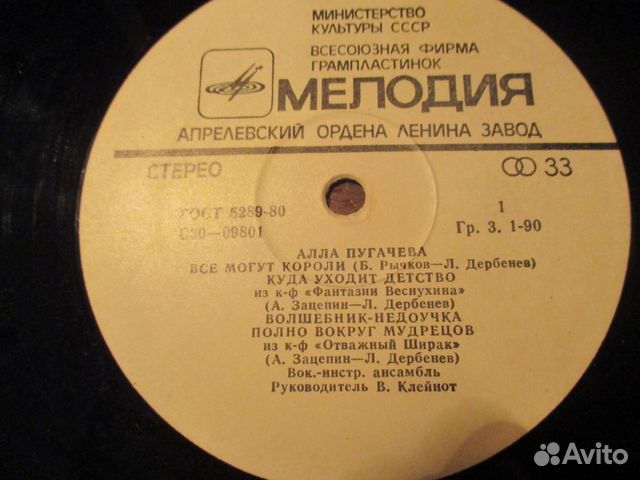 МИНИСТЕРСТВО
КУЛЬТУРЫ СССР
ВСЕСОЮЗНАЯ ФИРМА
ГРАМПЛАСТИНОК
МЕЛОДИЯ
АПРЕЛЕВСКИЙ ОРДЕНА ЛЕНИНА ЗАВОД
СТЕРЕО 33
ГОСТ 5289-80 1
С60—09801 Гр. 3. 1-90
АЛЛА ПУГАЧЕВА
ВСЕ МОГУТ КОРОЛИ (Б. Рычков—Л. Дербенев)
КУДА УХОДИТ ДЕТСТВО
из к-ф «Фантазии Веснухина»
(А. Зацепин—Л. Дербенев)
ВОЛШЕБНИК-НЕДОУЧКА
ПОЛНО ВОКРУГ МУДРЕЦОВ
из к-ф «Отважный Ширак»
(А. Зацепин—Л. Дербенев)
Вок.-инстр. ансамбль
Руководитель В. Клейнот
Avito